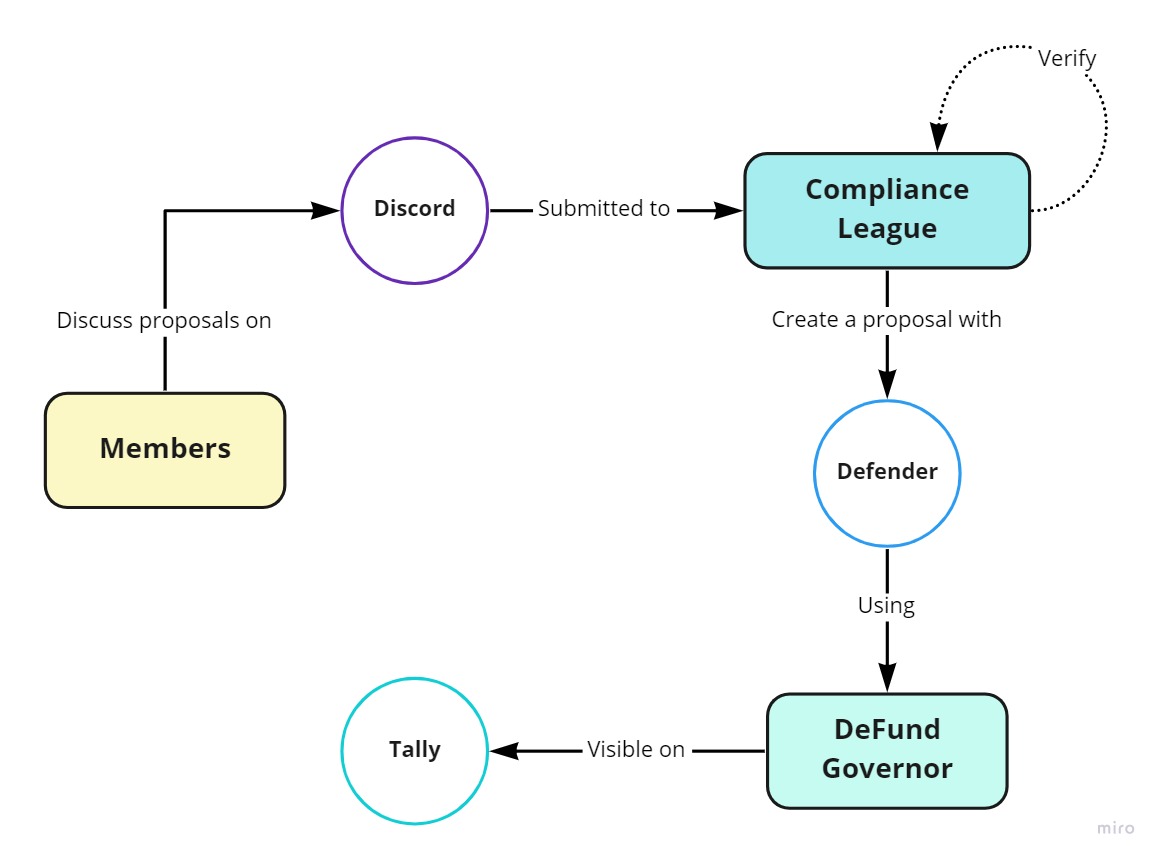 Verify
Discord
Submitted to
Compliance
League
Discuss proposals on
Create a proposal with
Members
Defender
Using
DeFund
Governor
Tally
Visible on
miro